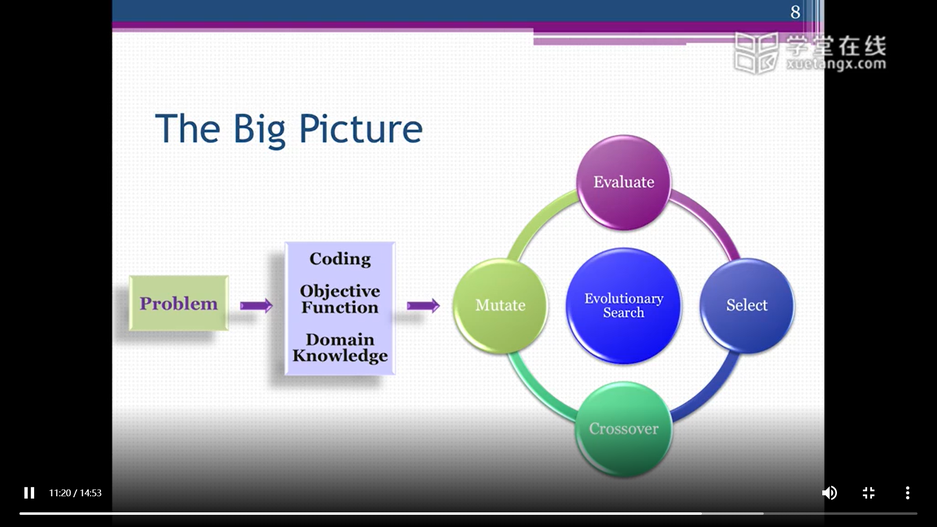 8
学堂在线
xuetangx.com
The Big Picture
Problem
Coding
Objective
Function
Domain
Knowledge
Evaluate
Mutate
Evolutionary
Search
Select
Crossover
11:20 / 14:53